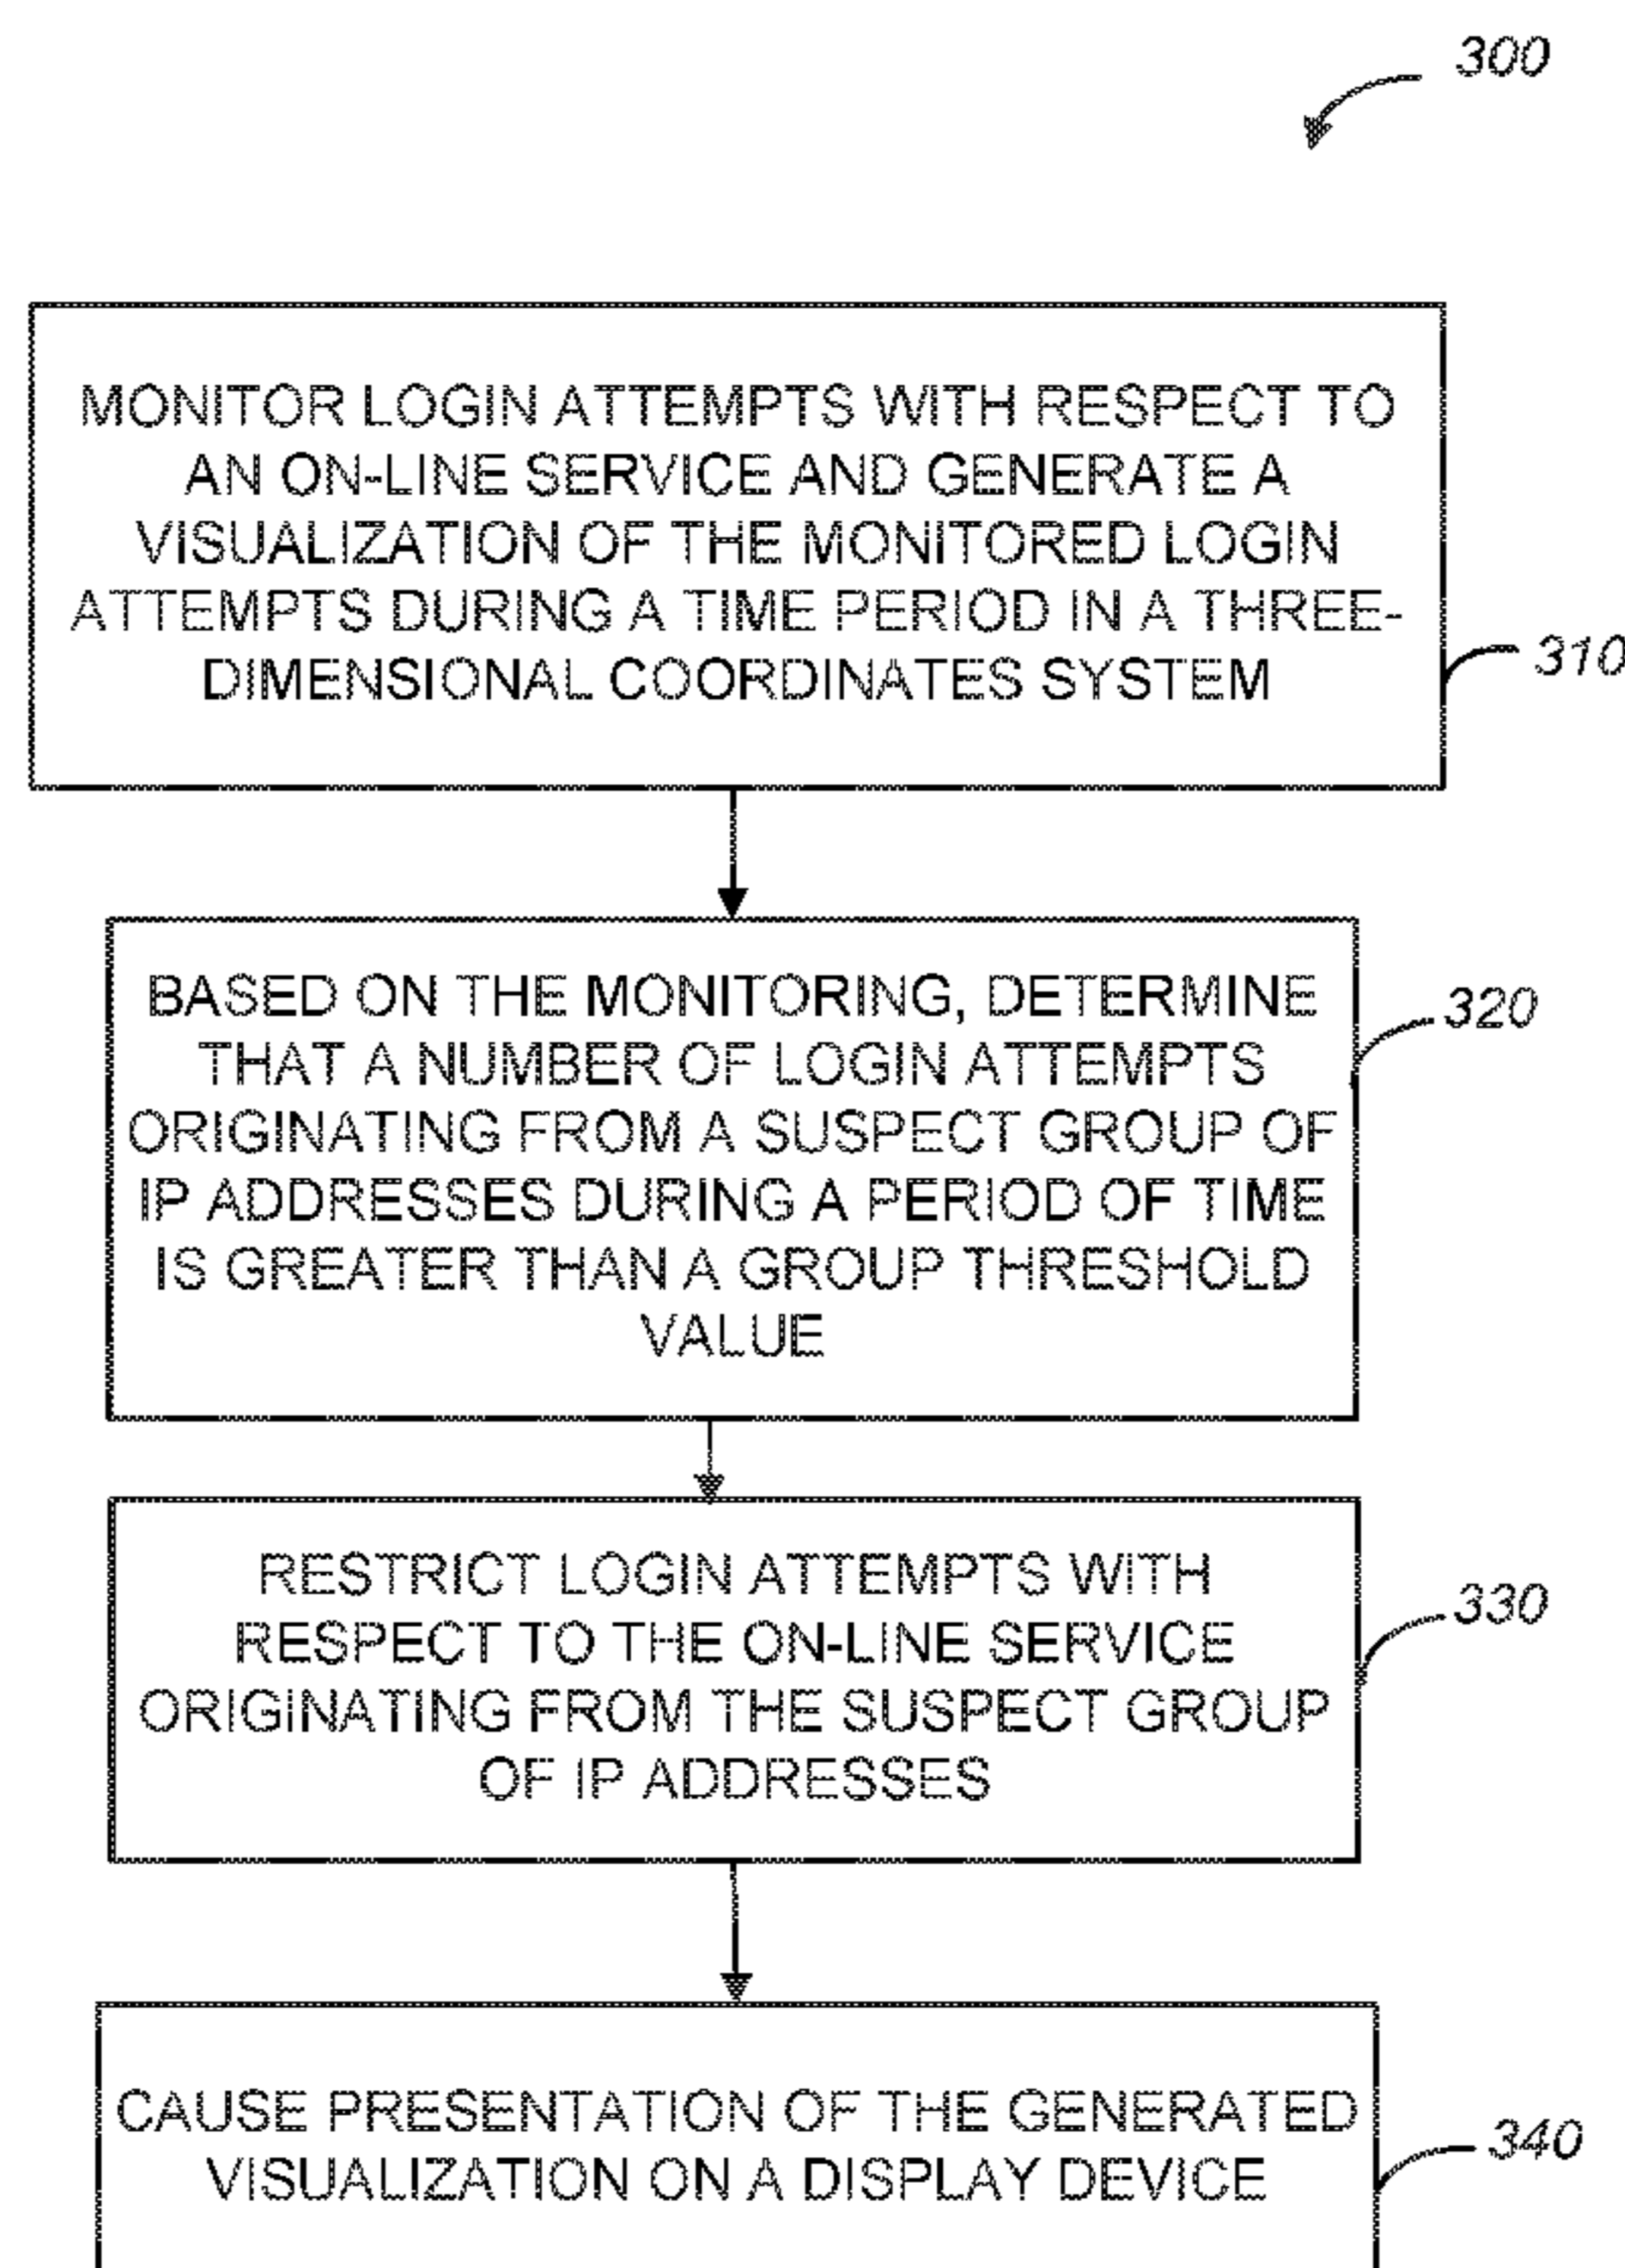 300
MONITOR LOGIN ATTEMPTS WITH RESPECT TO
AN ON-LINE SERVICE AND GENERATE A
VISUALIZATION OF THE MONITORED LOGIN
ATTEMPTS DURING A TIME PERIOD IN A THREE-
DIMENSIONAL COORDINATES SYSTEM
310
BASED ON THE MONITORING, DETERMINE
THAT A NUMBER OF LOGIN ATTEMPTS
ORIGINATING FROM A SUSPECT GROUP OF
IP ADDRESSES DURING A PERIOD OF TIME
IS GREATER THAN A GROUP THRESHOLD
VALUE
320
RESTRICT LOGIN ATTEMPTS WITH
RESPECT TO THE ON-LINE SERVICE
ORIGINATING FROM THE SUSPECT GROUP
OF IP ADDRESSES
330
CAUSE PRESENTATION OF THE GENERATED
VISUALIZATION ON A DISPLAY DEVICE
340